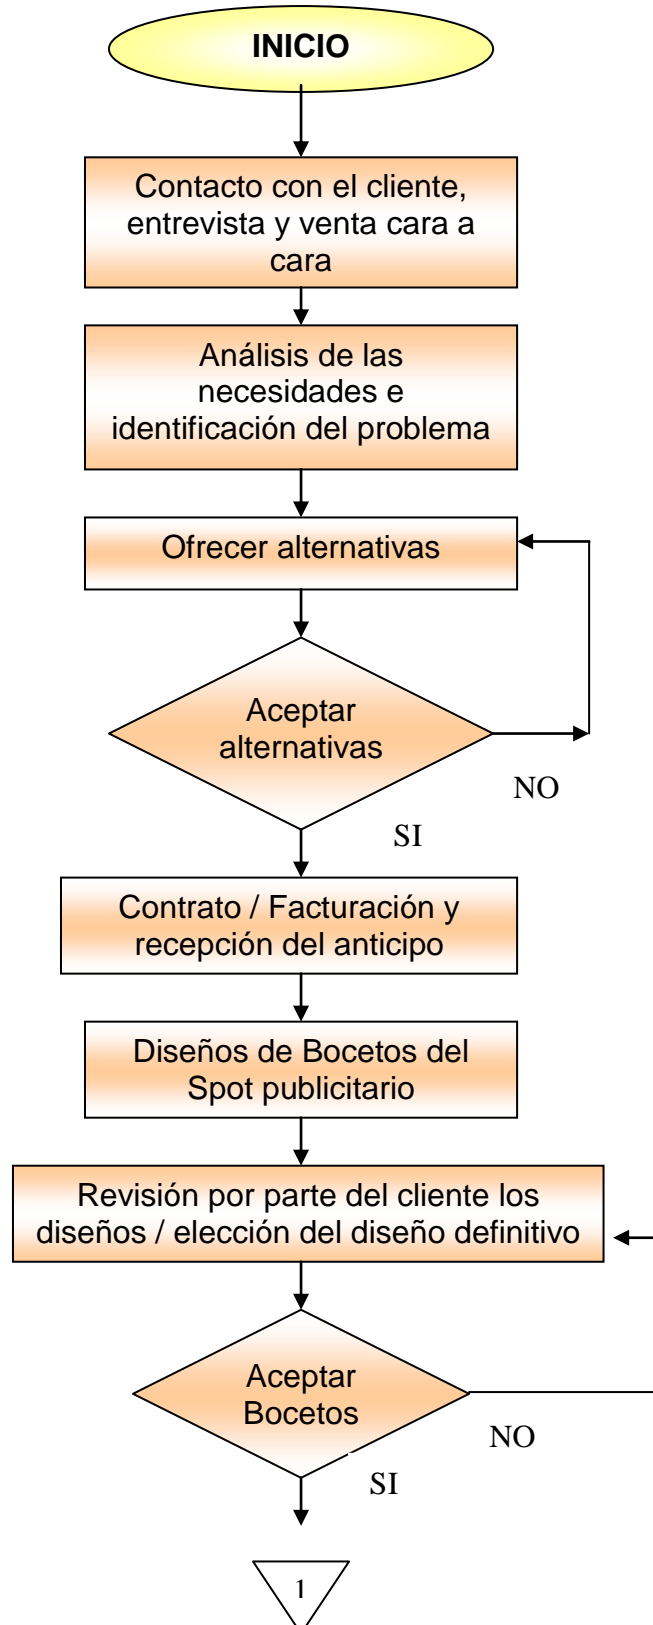 INICIO
Contacto con el cliente,
entrevista y venta cara a
cara
Análisis de las
necesidades e
identificación del problema
Ofrecer alternativas
Aceptar
alternativas
NO
SI
Contrato / Facturación y
recepción del anticipo
Diseños de Bocetos del
Spot publicitario
Revisión por parte del cliente los
diseños / elección del diseño definitivo
Aceptar
Bocetos
NO
SI
1